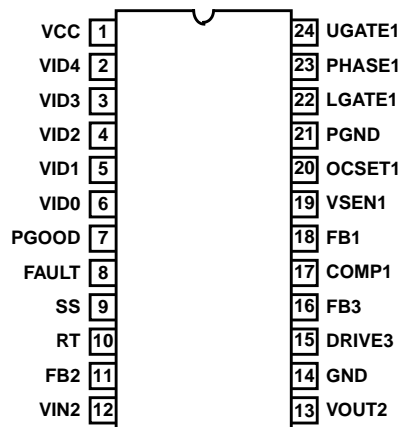 VCC 1 24 UGATE1
VID4 2 23 PHASE1
VID3 3 22 LGATE1
VID2 4 21 PGND
VID1 5 20 OCSET1
VID0 6 19 VSEN1
PGOOD 7 18 FB1
FAULT 8 17 COMP1
SS 9 16 FB3
RT 10 15 DRIVE3
FB2 11 14 GND
VIN2 12 13 VOUT2